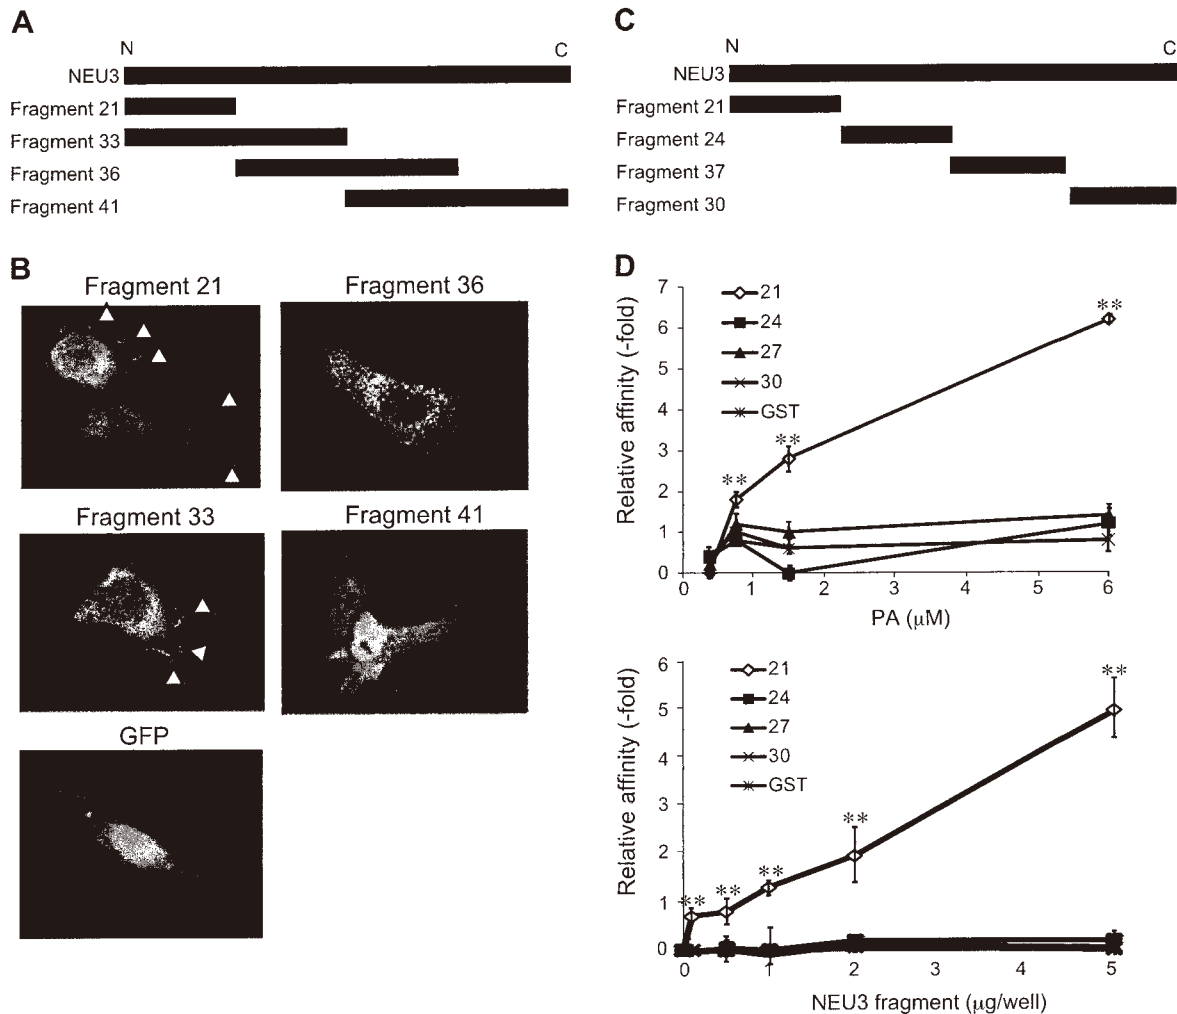 A
N
C
NEU3
Fragment 21
Fragment 33
Fragment 36
Fragment 41
B
Fragment 21
Fragment 36
Fragment 33
Fragment 41
GFP
C
N
C
NEU3
Fragment 21
Fragment 24
Fragment 37
Fragment 30
D
Relative affinity (-fold)
7
6
5
4
3
2
1
0
21
24
27
30
GST
**
**
**
0
1
2
3
4
5
6
PA (μM)
Relative affinity (-fold)
6
5
4
3
2
1
0
21
24
27
30
GST
**
**
**
**
**
0
1
2
3
4
5
NEU3 fragment (μg/well)